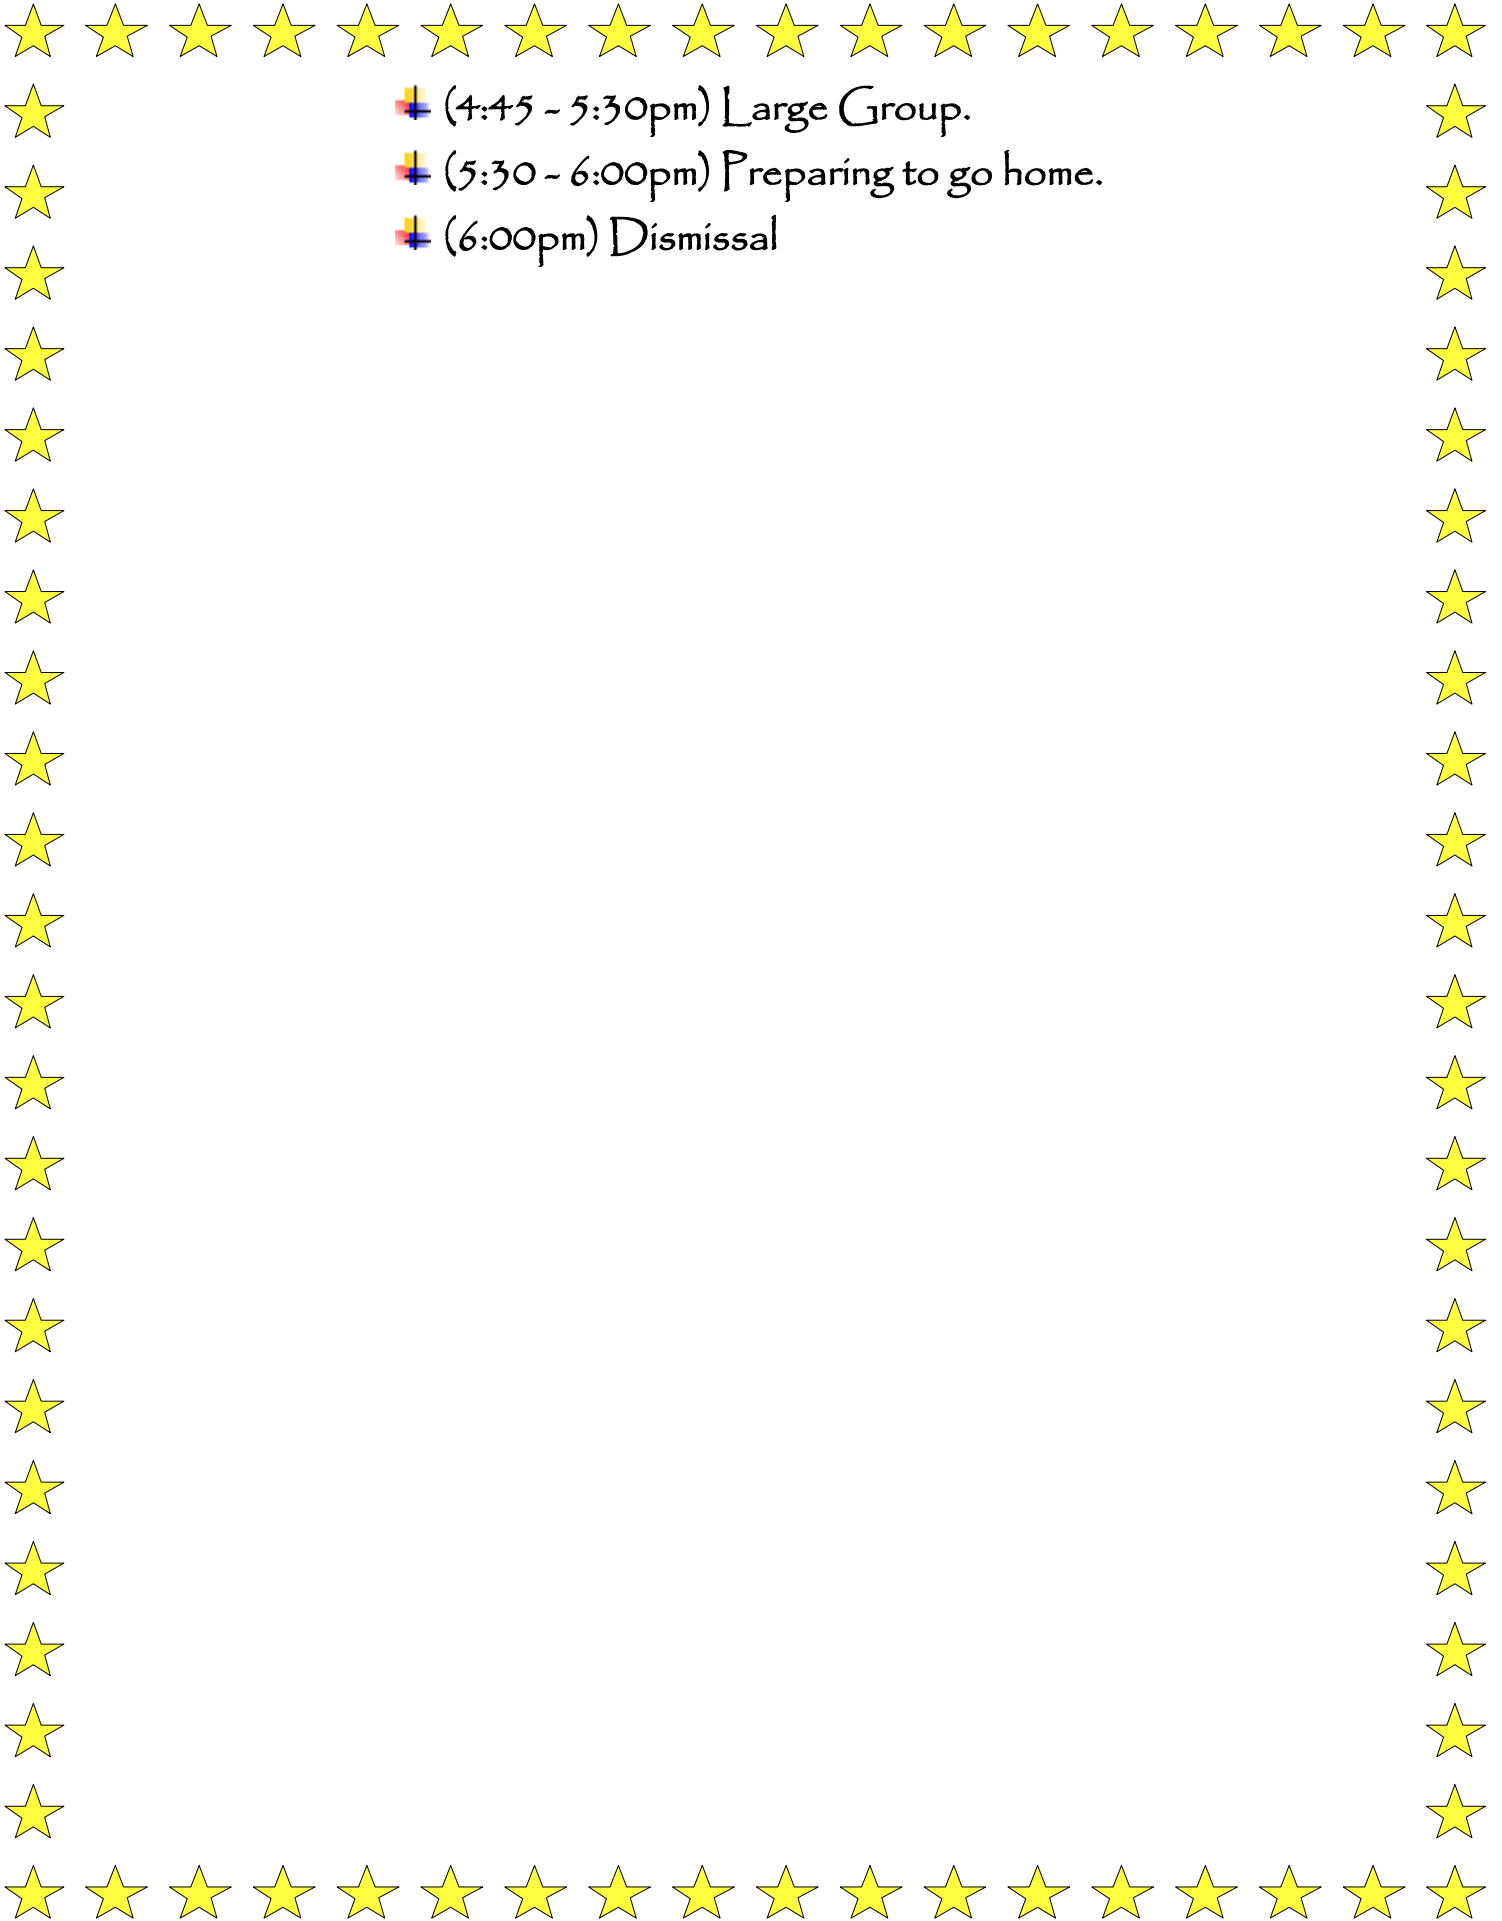 (4:45 - 5:30pm) Large Group.
(5:30 - 6:00pm) Preparing to go home.
(6:00pm) Dismissal